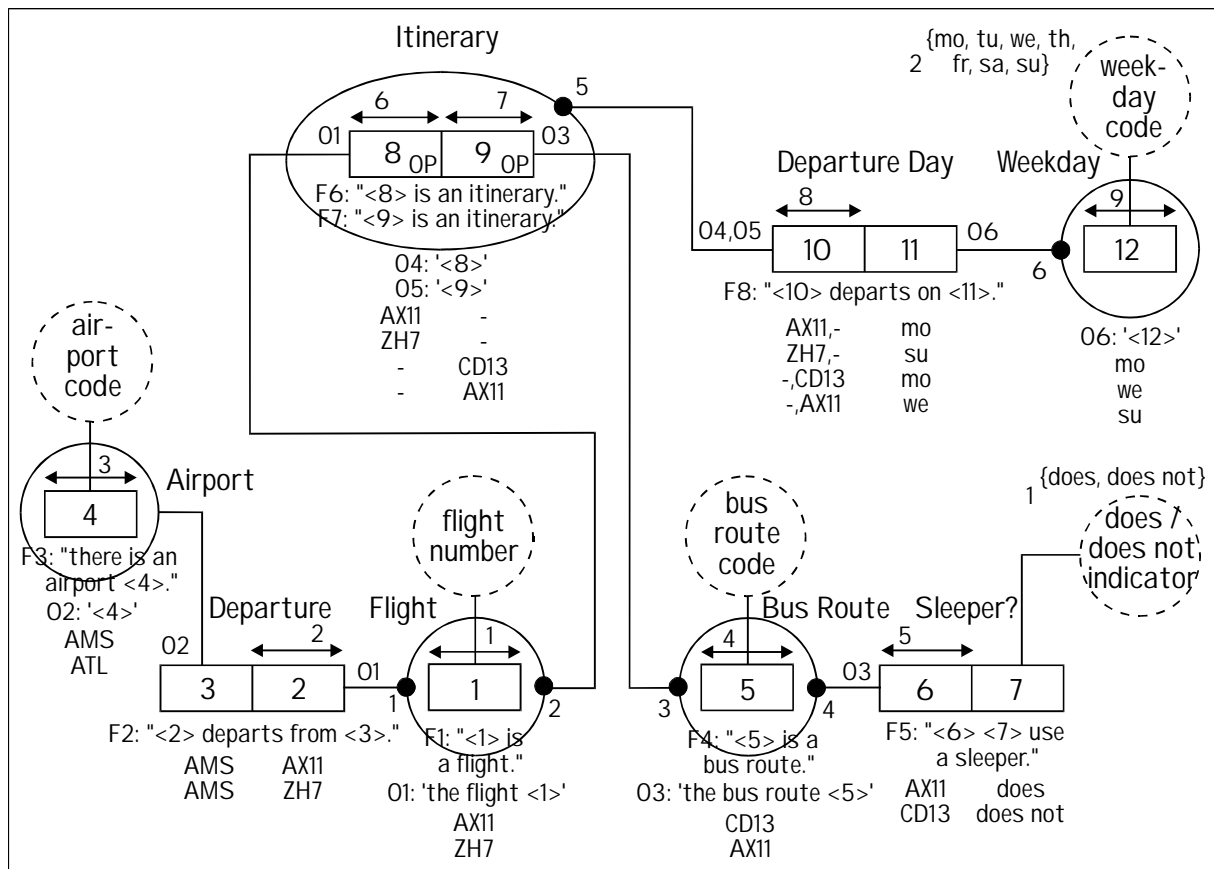 Itinerary
{mo, tu, we, th,
2 fr, sa, su}
week-
day
code
5
6 7
O1 8 OP 9 OP O3
F6: "<8> is an itinerary."
F7: "<9> is an itinerary."
O4: '<8>'
O5: '<9>'
AX11 -
ZH7 -
- CD13
- AX11
Departure Day Weekday
8 9
O4,O5 10 11 O6 6 12
F8: "<10> departs on <11>."
AX11,- mo
ZH7,- su
-,CD13 mo
-,AX11 we
O6: '<12>'
mo
we
su
air-
port
code
3
Airport
4
F3: "there is an
airport <4>."
O2: '<4>'
AMS
ATL
flight
number
bus
route
code
1 {does, does not}
does /
does not
indicator
Departure Flight Bus Route Sleeper?
O2 2 1 4 5
3 2 O1 1 1 2 3 5 4 O3 6 7
F2: "<2> departs from <3>."
AMS AX11
AMS ZH7
F1: "<1> is
a flight."
O1: 'the flight <1>'
AX11
ZH7
F4: "<5> is a
bus route."
O3: 'the bus route <5>'
CD13
AX11
F5: "<6> <7> use
a sleeper."
AX11 does
CD13 does not